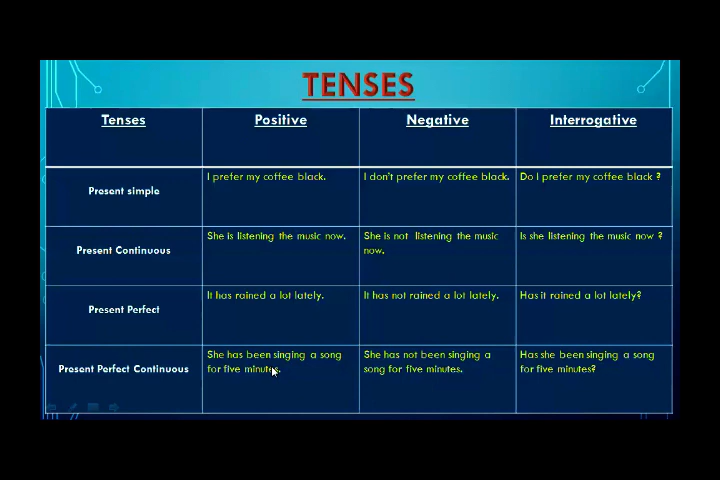 TENSES
Tenses Positive Negative Interrogative
Present simple
I prefer my coffee black.
I don't prefer my coffee black.
Do I prefer my coffee black ?
Present Continuous
She is listening the music now.
She is not listening the music
now.
Is she listening the music now ?
Present Perfect
It has rained a lot lately.
It has not rained a lot lately.
Has it rained a lot lately?
Present Perfect Continuous
She has been singing a song
for five minutes.
She has not been singing a
song for five minutes.
Has she been singing a song
for five minutes?